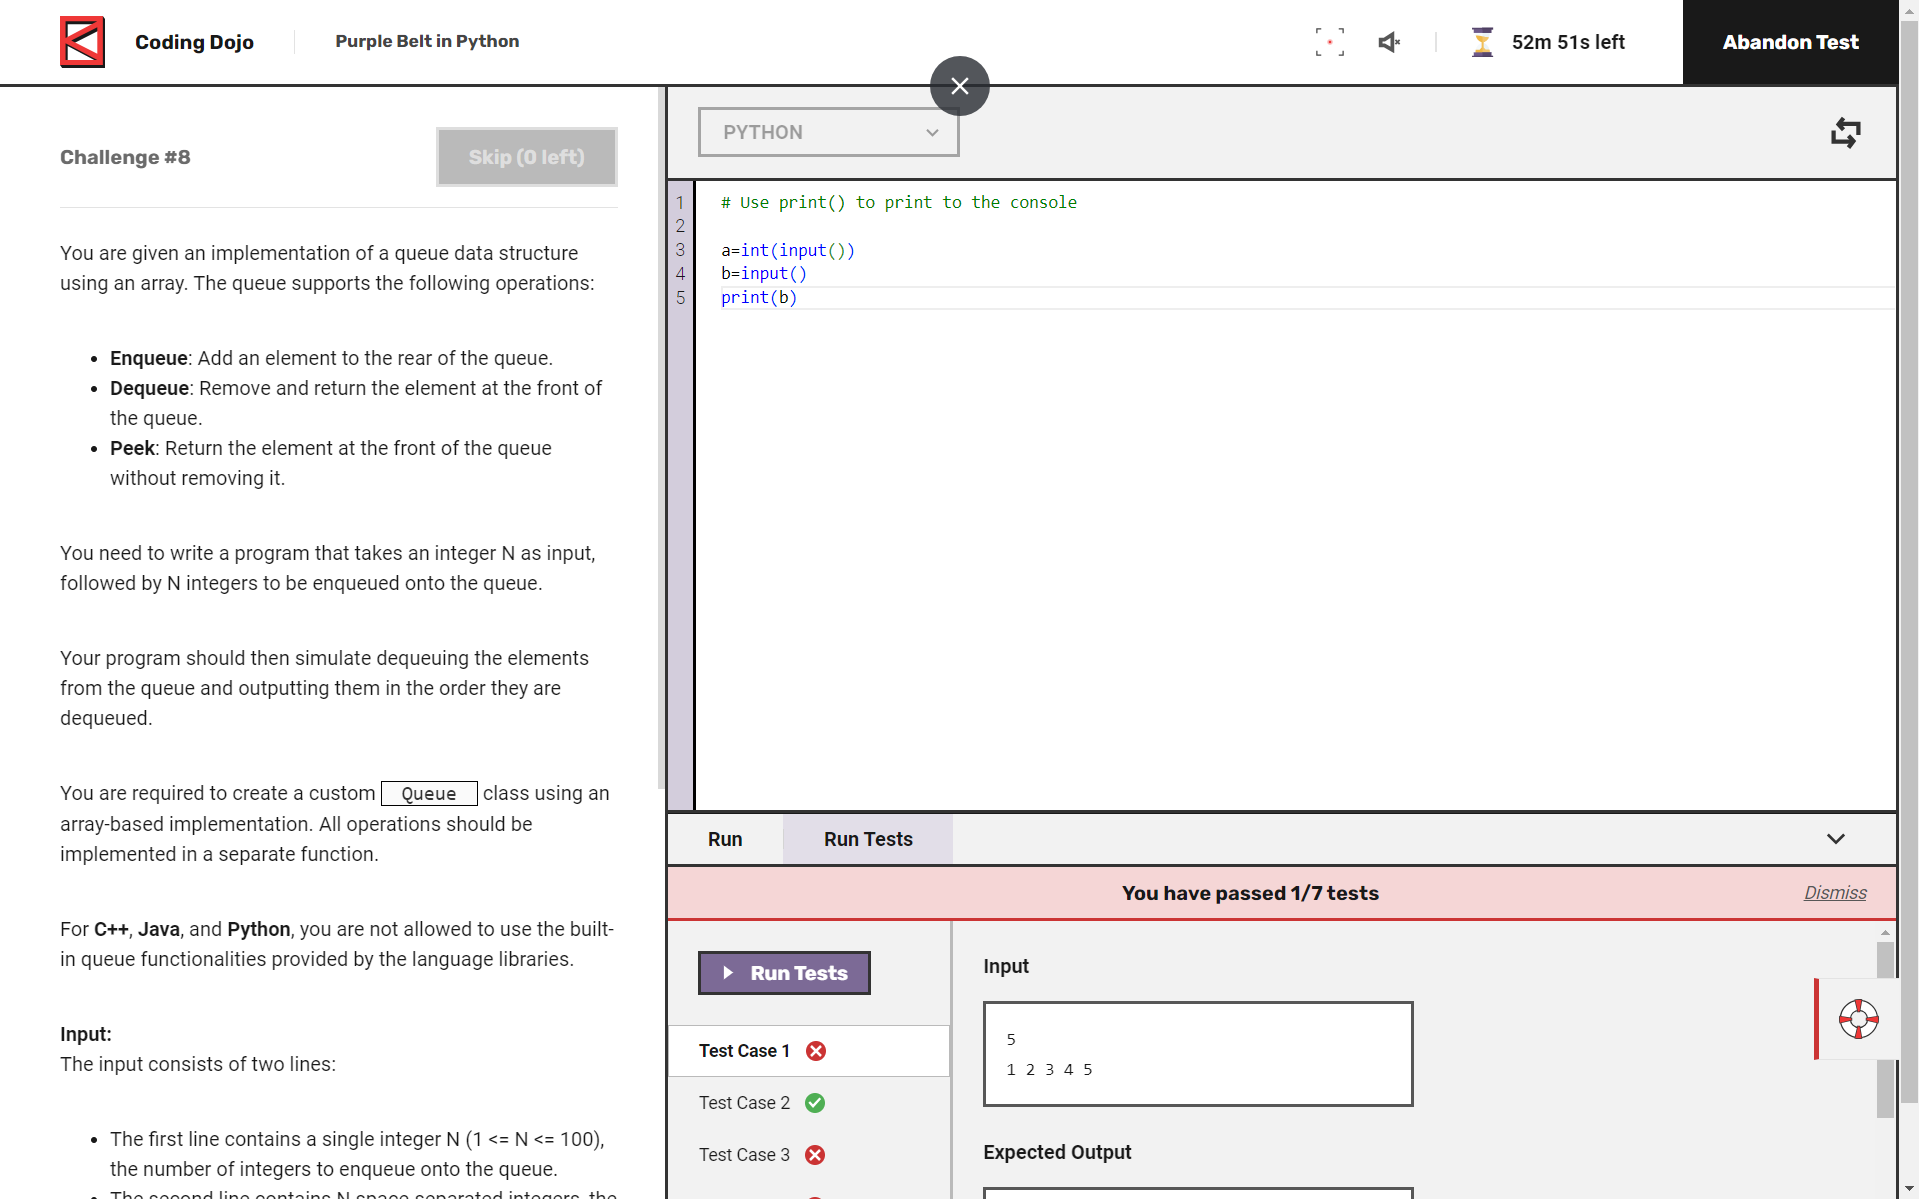 Coding Dojo
Purple Belt in Python
52m 51s left
Abandon Test
Challenge #8
Skip (0 left)
You are given an implementation of a queue data structure
using an array. The queue supports the following operations:
Enqueue: Add an element to the rear of the queue.
Dequeue: Remove and return the element at the front of
the queue.
Peek: Return the element at the front of the queue
without removing it.
You need to write a program that takes an integer N as input,
followed by N integers to be enqueued onto the queue.
Your program should then simulate dequeuing the elements
from the queue and outputting them in the order they are
dequeued.
You are required to create a custom Queue class using an
array-based implementation. All operations should be
implemented in a separate function.
For C++, Java, and Python, you are not allowed to use the built-
in queue functionalities provided by the language libraries.
Input:
The input consists of two lines:
The first line contains a single integer N (1 <= N <= 100),
the number of integers to enqueue onto the queue.
The second line contains N space separated integers, the
PYTHON
1 # Use print() to print to the console
2
3 a=int(input())
4 b=input()
5 print(b)
Run
Run Tests
You have passed 1/7 tests
Dismiss
Run Tests
Test Case 1
Test Case 2
Test Case 3
Input
5
1 2 3 4 5
Expected Output